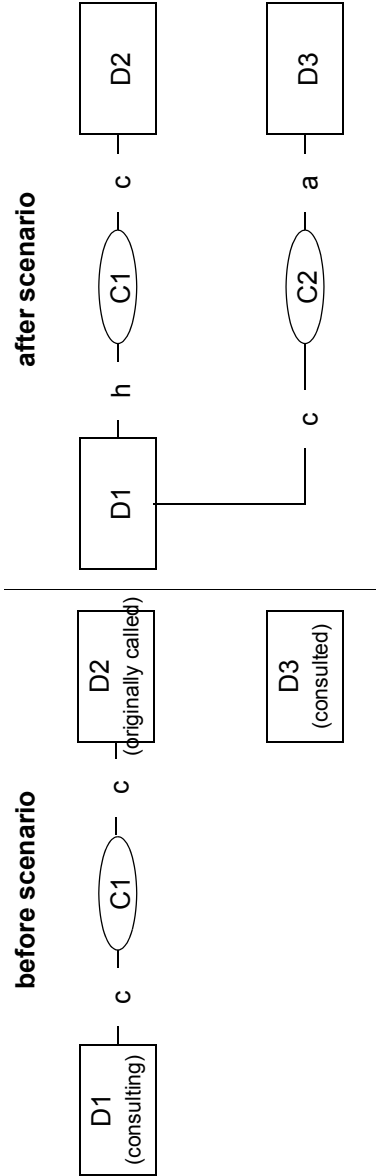 before scenario
D1
(consulting)
c
C1
c
D2
(originally called)
D3
(consulted)
after scenario
D1
h
C1
c
D2
c
C2
a
D3